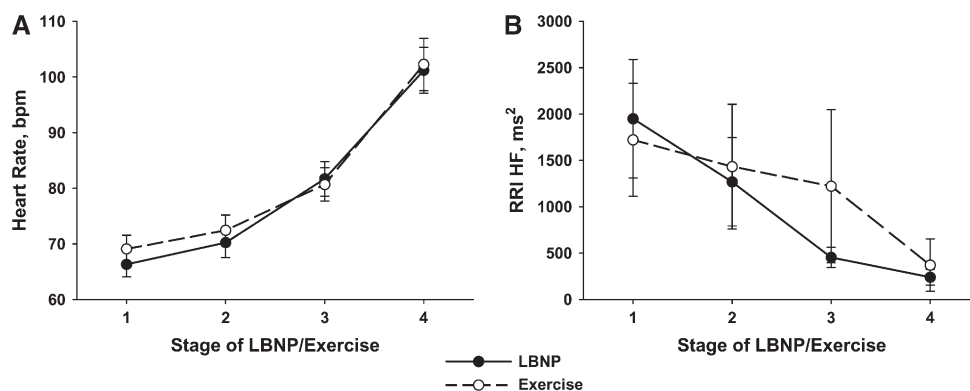 A
110
100
90
80
70
60
Heart Rate, bpm
1 2 3 4
Stage of LBNP/Exercise
B
3000
2500
2000
1500
1000
500
0
RRI HF, ms²
1 2 3 4
Stage of LBNP/Exercise
LBNP
Exercise